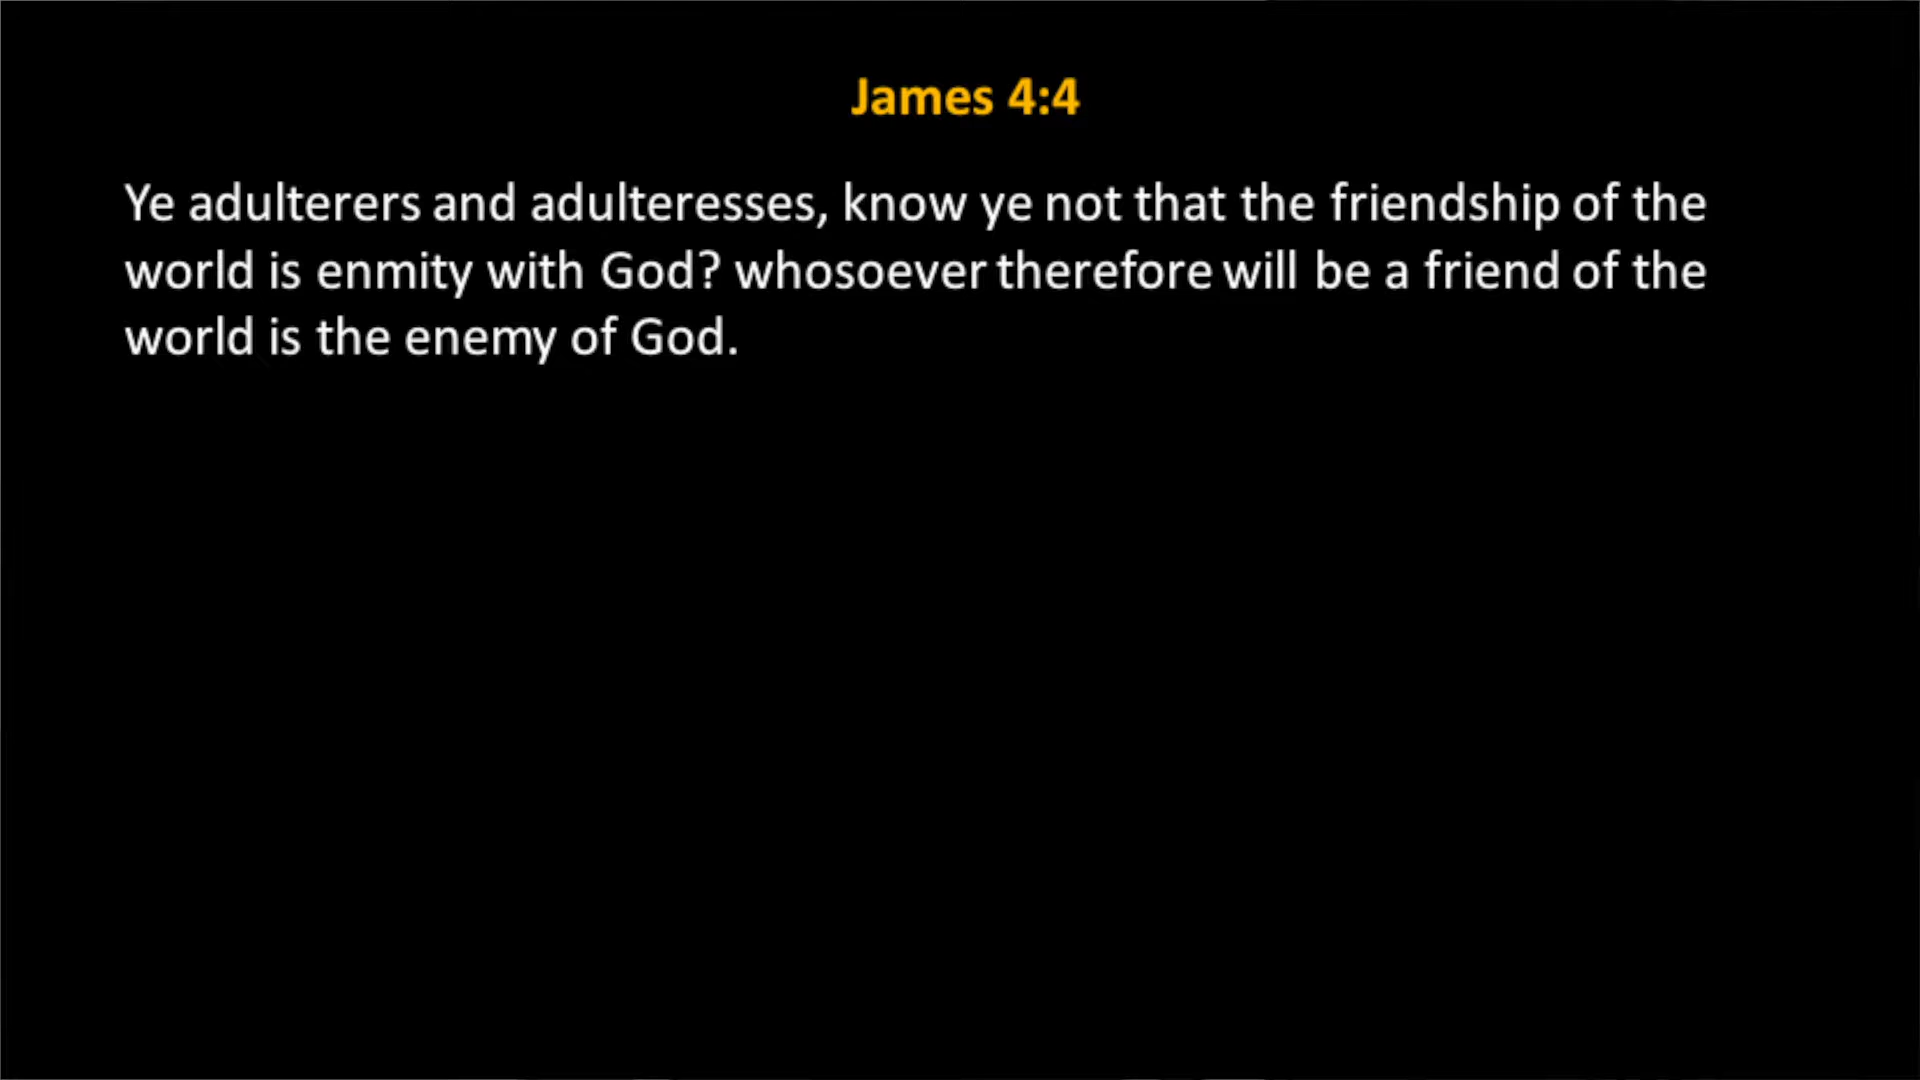 James 4:4
Ye adulterers and adulteresses, know ye not that the friendship of the
world is enmity with God? whosoever therefore will be a friend of the
world is the enemy of God.